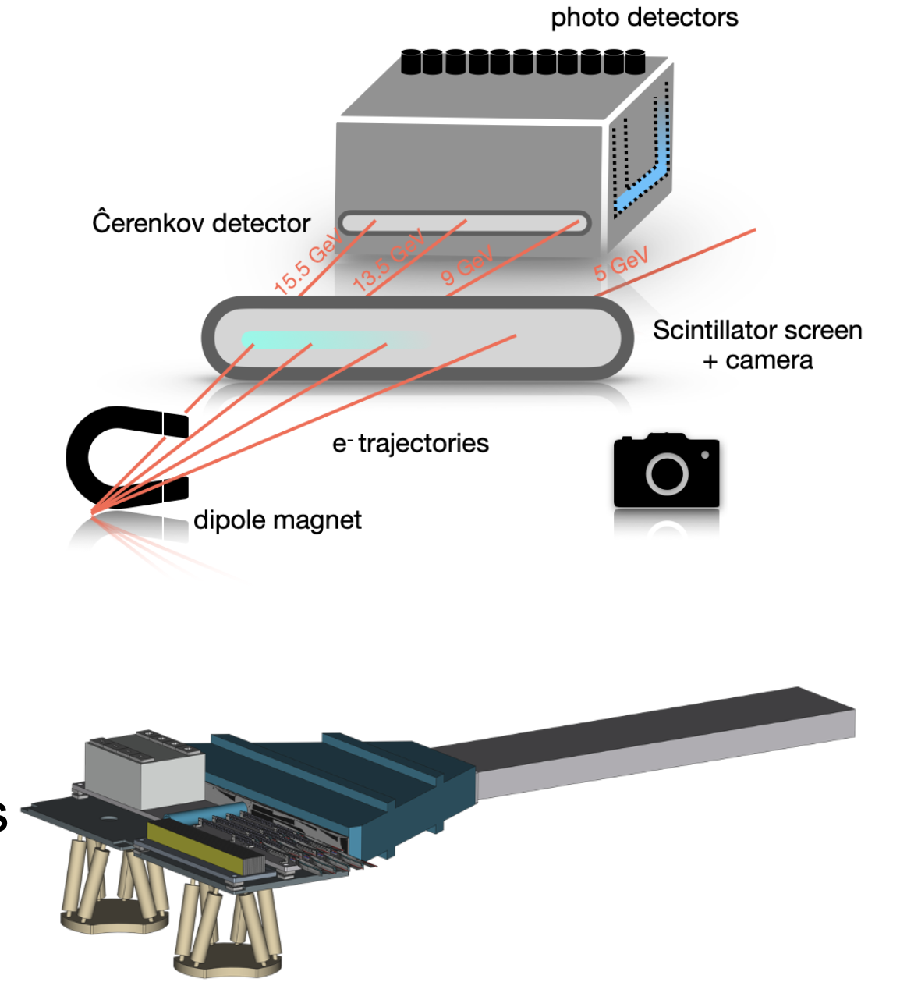 photo detectors
Ĉerenkov detector
15.5 GeV
13.5 GeV
9 GeV
5 GeV
Scintillator screen
+ camera
e- trajectories
dipole magnet
s